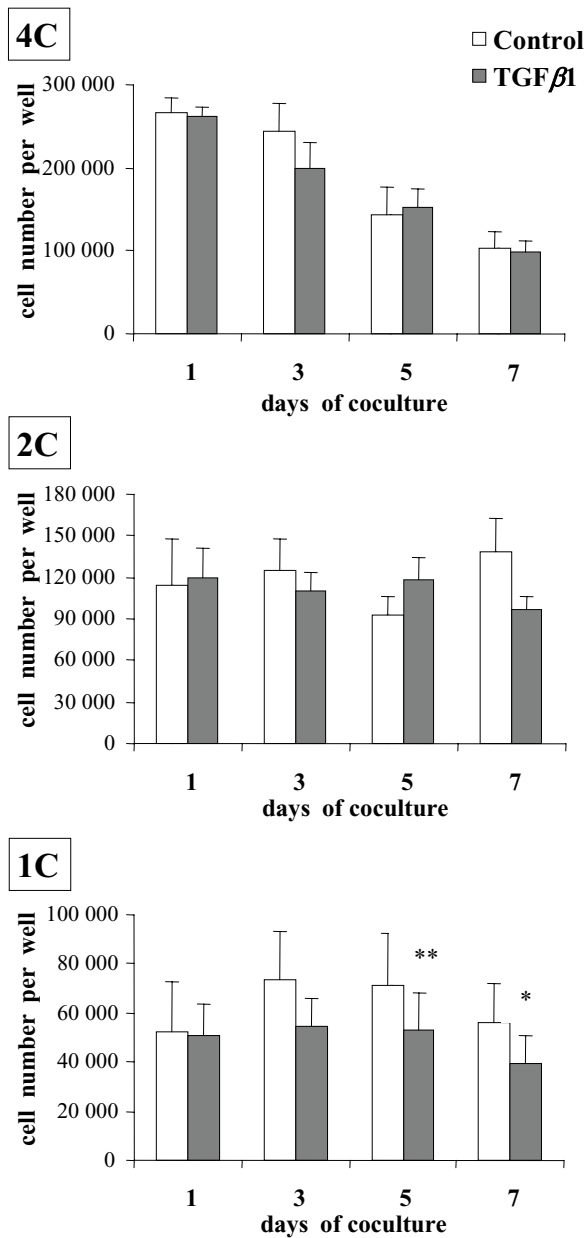 4C
Control
TGFβ1
300 000
200 000
100 000
0
cell number per well
1 3 5 7
days of coculture
2C
180 000
150 000
120 000
90 000
60 000
30 000
0
cell number per well
1 3 5 7
days of coculture
1C
100 000
80 000
60 000
40 000
20 000
0
cell number per well
**
*
1 3 5 7
days of coculture